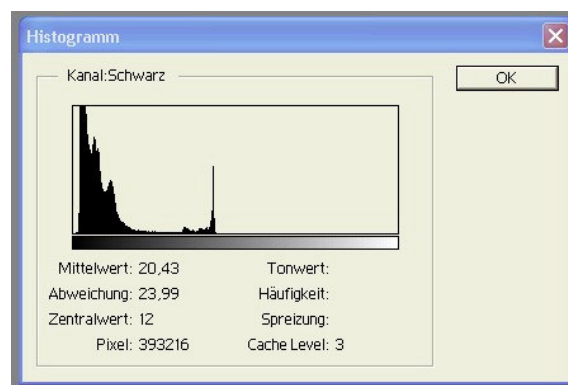 Histogramm
Kanal:Schwarz
OK
Mittelwert: 20,43
Tonwert:
Abweichung: 23,99
Häufigkeit:
Zentralwert: 12
Spreizung:
Pixel: 393216
Cache Level: 3